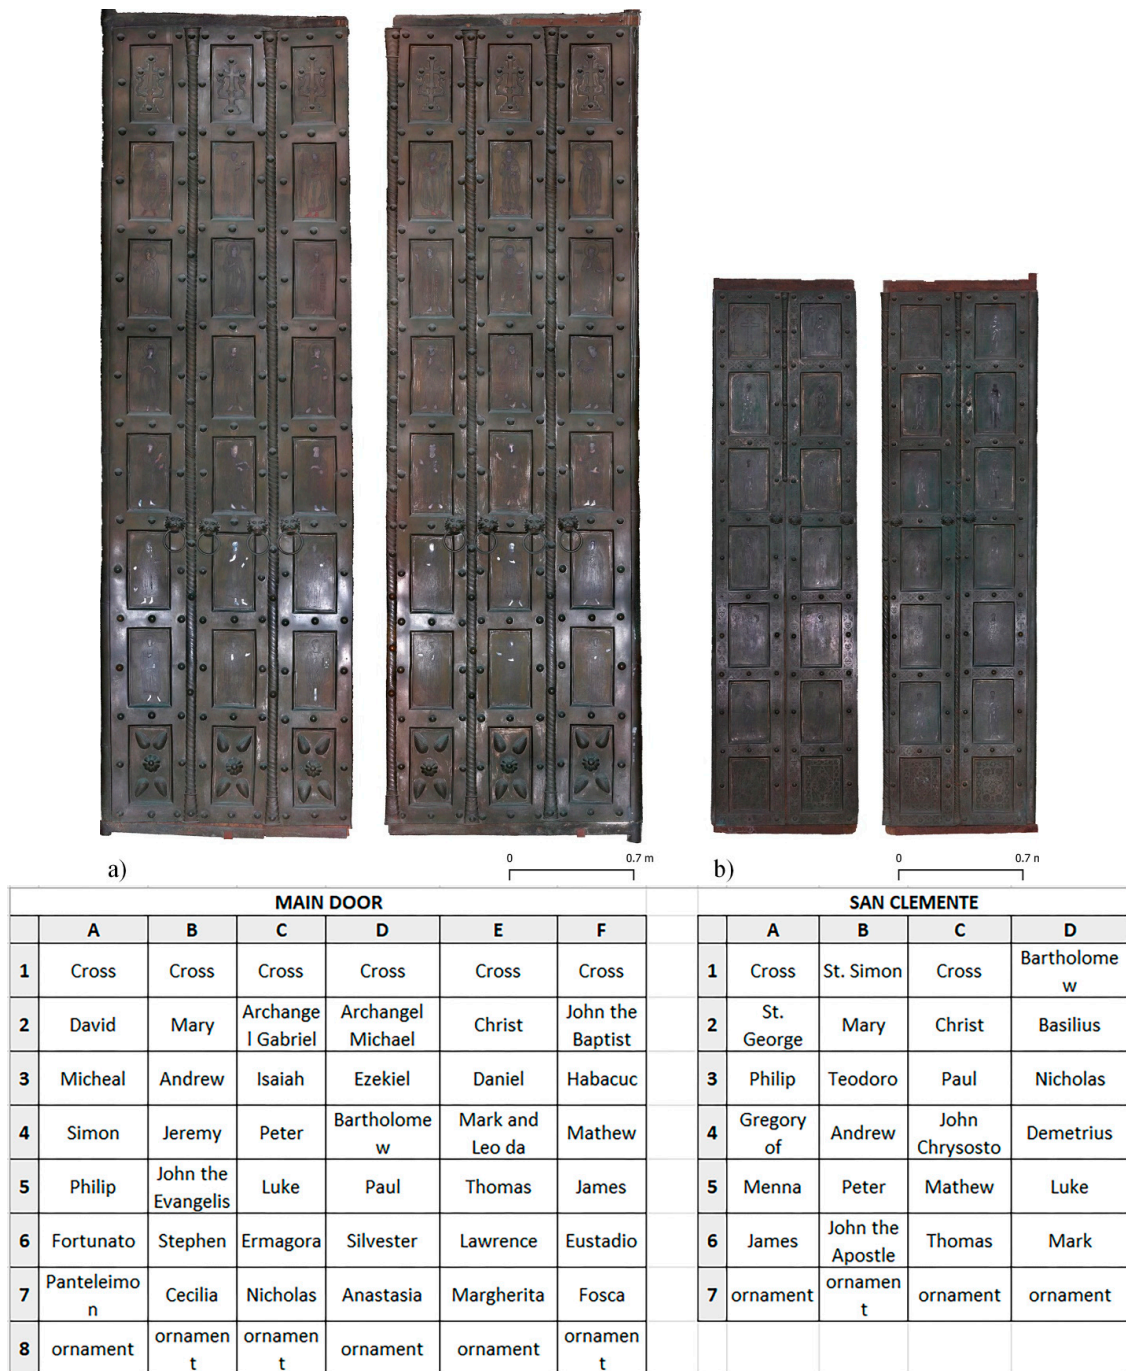 a)
0 0.7 m
b)
0 0.7 n
MAIN DOOR
A B C D E F
1 Cross Cross Cross Cross Cross Cross
2 David Mary Archange
l Gabriel Archangel
Michael Christ John the
Baptist
3 Micheal Andrew Isaiah Ezekiel Daniel Habacuc
4 Simon Jeremy Peter Bartholome
w Mark and
Leo da Mathew
5 Philip John the
Evangelis Luke Paul Thomas James
6 Fortunato Stephen Ermagora Silvester Lawrence Eustadio
7 Panteleimo
n Cecilia Nicholas Anastasia Margherita Fosca
8 ornament ornamen
t ornamen
t ornament ornament ornamen
t
SAN CLEMENTE
A B C D
1 Cross St. Simon Cross Bartholome
w
2 St.
George Mary Christ Basilius
3 Philip Teodoro Paul Nicholas
4 Gregory
of Andrew John
Chrysosto Demetrius
5 Menna Peter Mathew Luke
6 James John the
Apostle Thomas Mark
7 ornament ornamen
t ornament ornament